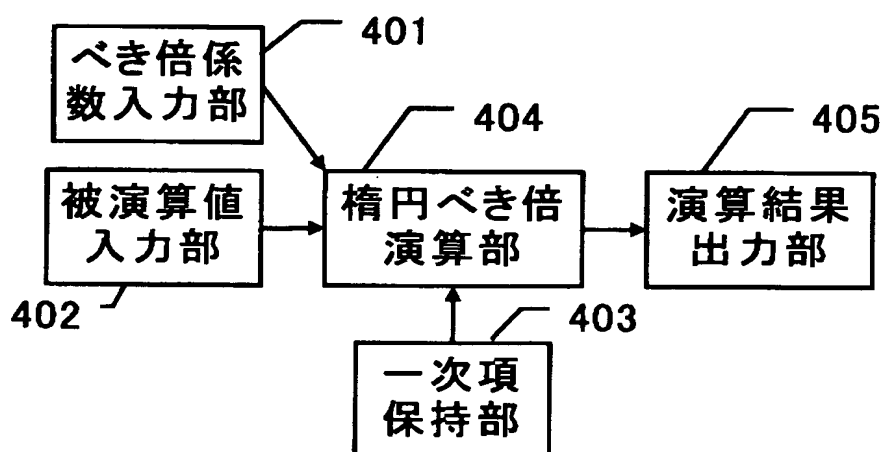 401
べき倍係
数入力部
404
405
被演算値
入力部
楕円べき倍
演算部
演算結果
出力部
402
403
一次項
保持部